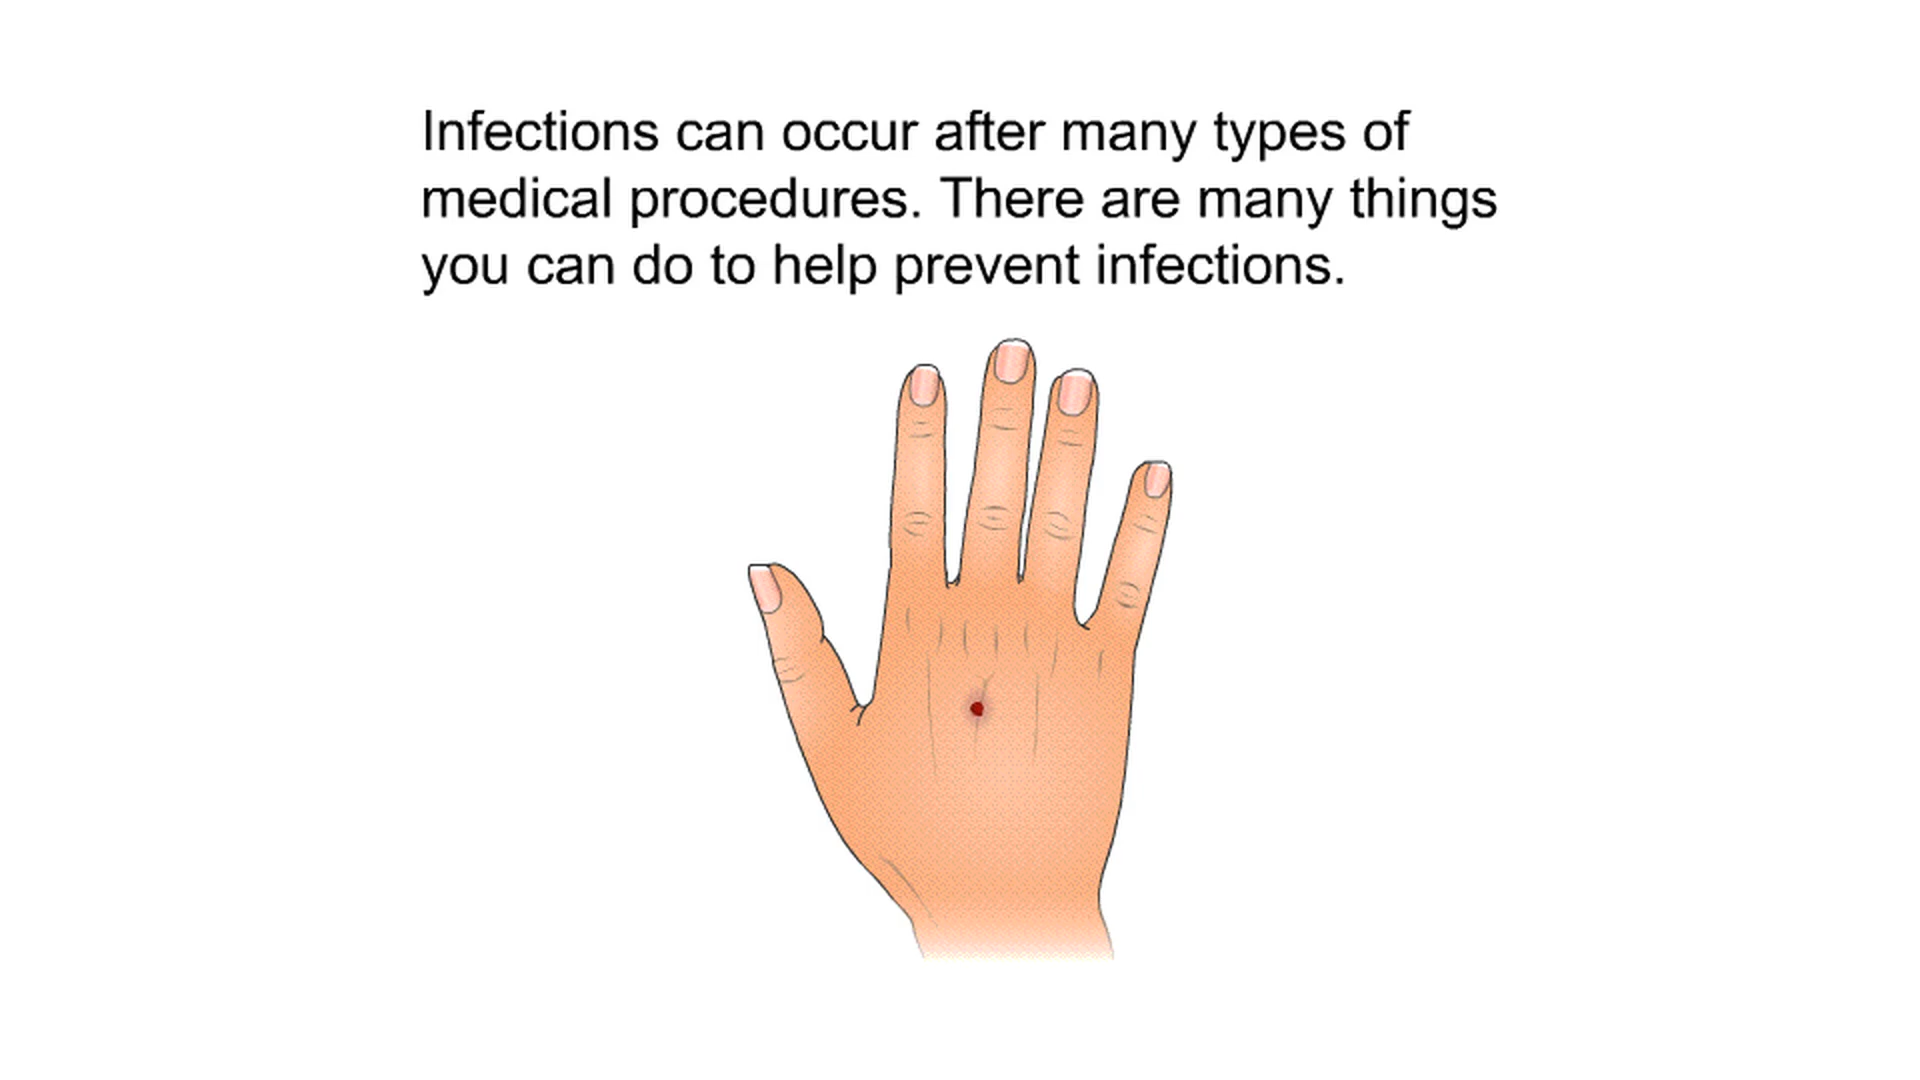 Infections can occur after many types of
medical procedures. There are many things
you can do to help prevent infections.